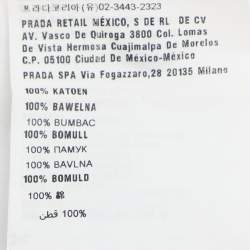 프라다코리아(유)02-3443-2323
PRADA RETAIL MÉXICO, S DE RL DE CV
AV. Vasco De Quiroga 3800 Col. Lomas
De Vista Hermosa Cuajimalpa De Morelos
C.P. 05100 Ciudad De México-México
PRADA SPA Via Fogazzaro, 28 20135 Milano
100% KATOEN
100% BAWEŁNA
100% BUMBAC
100% BOMULL
100% ПАМУК
100% BAVLNA
100% BOMULD
100% 綿
100% قطن